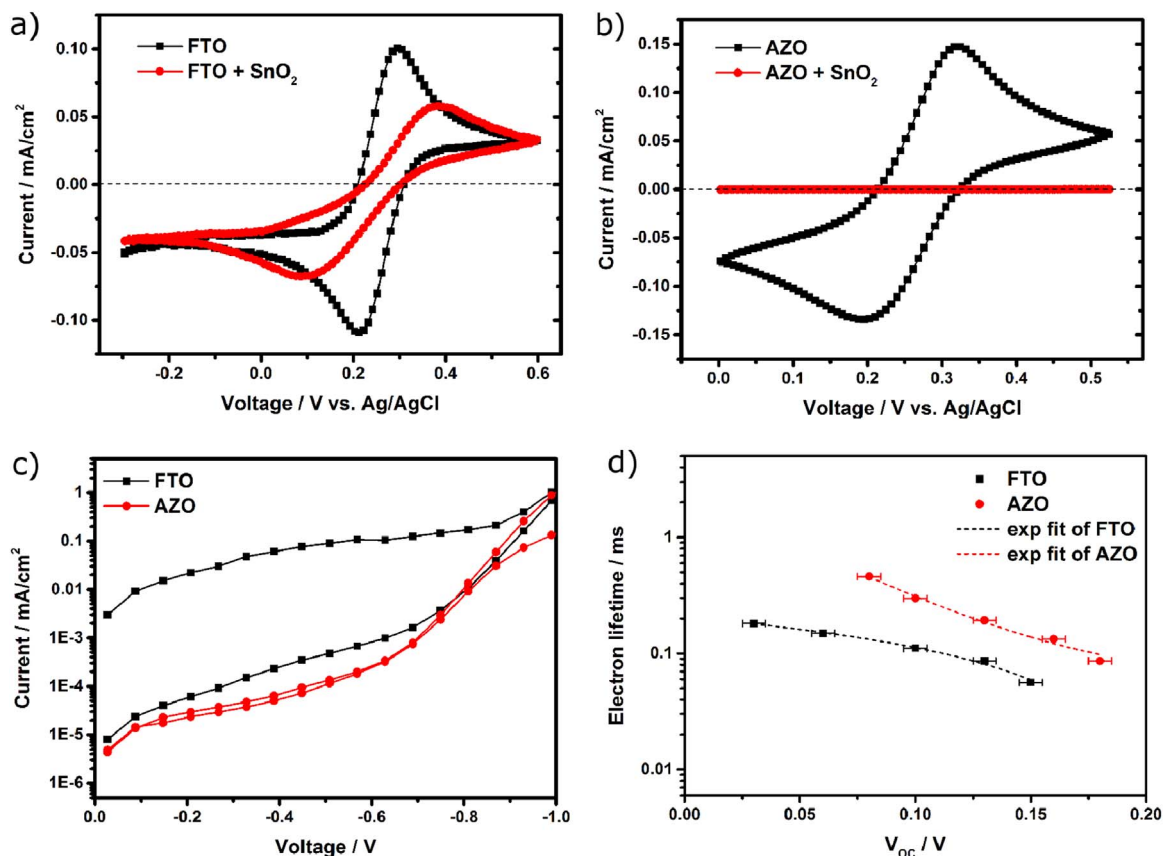 a)
FTO
FTO + SnO2
0.10
0.05
0.00
-0.05
-0.10
Current / mA/cm2
-0.2 0.0 0.2 0.4 0.6
Voltage / V vs. Ag/AgCl
b)
AZO
AZO + SnO2
0.15
0.10
0.05
0.00
-0.05
-0.10
-0.15
Current / mA/cm2
0.0 0.1 0.2 0.3 0.4 0.5
Voltage / V vs. Ag/AgCl
c)
FTO
AZO
1
0.1
0.01
1E-3
1E-4
1E-5
1E-6
Current / mA/cm2
0.0 -0.2 -0.4 -0.6 -0.8 -1.0
Voltage / V
d)
FTO
AZO
exp fit of FTO
exp fit of AZO
1
0.1
0.01
Electron lifetime / ms
0.00 0.05 0.10 0.15 0.20
VOC / V